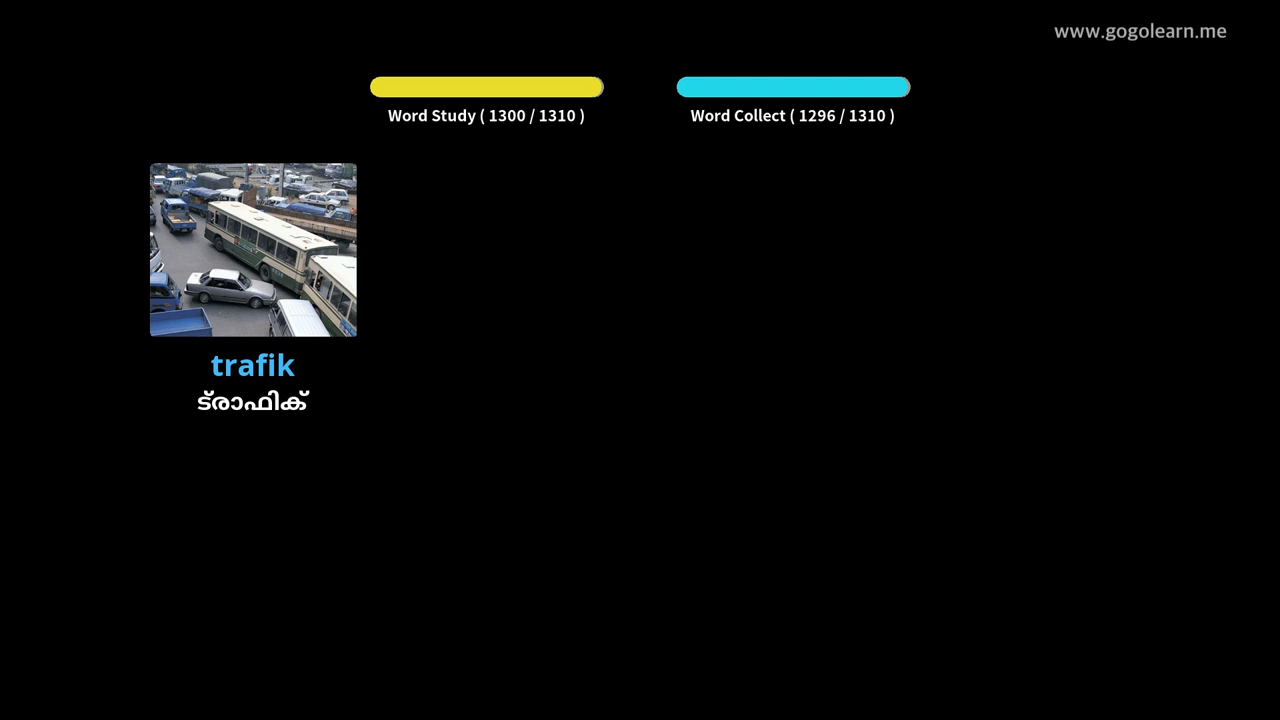 www.gogolearn.me
Word Study ( 1300 / 1310 )
Word Collect ( 1296 / 1310 )
trafik
ട്രാഫിക്